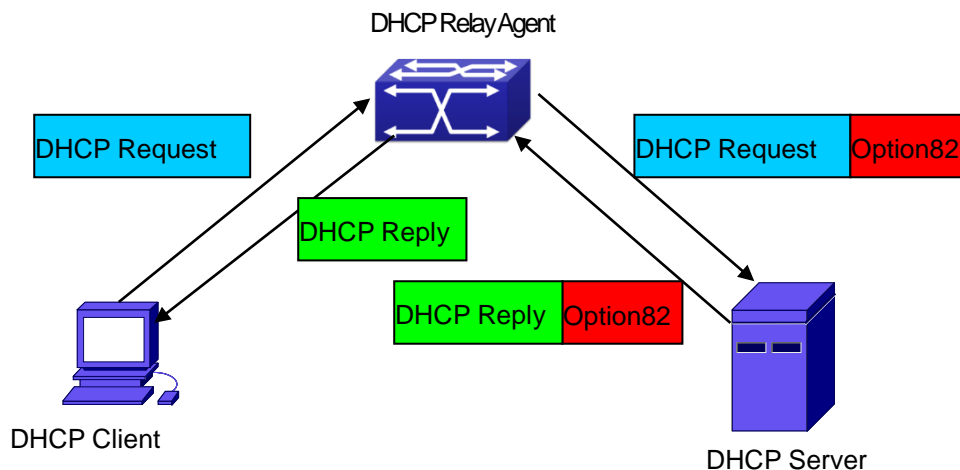 DHCP Relay Agent
DHCP Request
DHCP Request Option82
DHCP Reply
DHCP Reply Option82
DHCP Client
DHCP Server